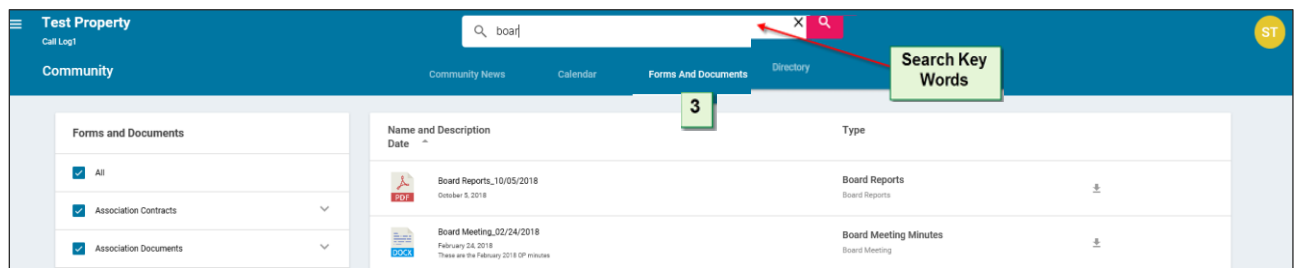 Test Property
Call Log1
boar
ST
Community
Community News Calendar Forms And Documents Directory
Search Key
Words
3
Forms and Documents
All
Association Contracts
Association Documents
Name and Description Type
Date
PDF
Board Reports_10/05/2018
October 5, 2018
Board Reports
Board Reports
DOCX
Board Meeting_02/24/2018
February 24, 2018
These are the February 2018 OP minutes
Board Meeting Minutes
Board Meeting